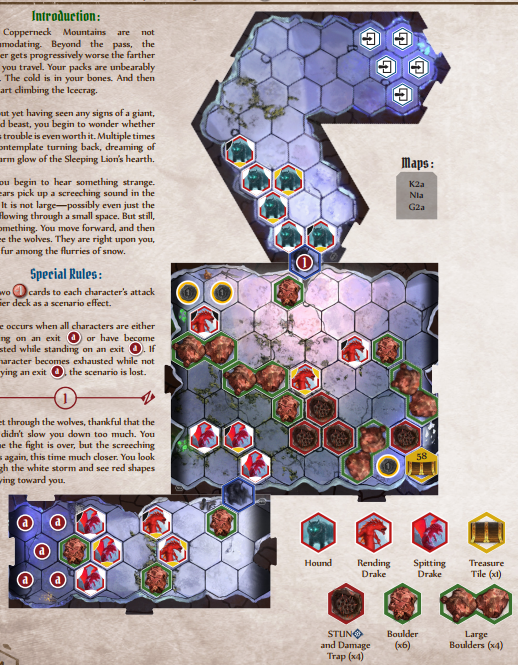 Introduction:
Copperneck Mountains are not
mmodating. Beyond the pass, the
er gets progressively worse the farther
you travel. Your packs are unbearably
. The cold is in your bones. And then
art climbing the Icecrag.
out yet having seen any signs of a giant,
d beast, you begin to wonder whether
s trouble is even worth it. Multiple times
ontemplate turning back, dreaming of
arm glow of the Sleeping Lion's hearth.
ou begin to hear something strange.
ears pick up a screeching sound in the
It is not large—possibly even just the
flowing through a small space. But still,
omething. You move forward, and then
ee the wolves. They are right upon you,
fur among the flurries of snow.
Maps:
K2a
N1a
G2a
1
Special Rules:
wo cards to each character's attack
ier deck as a scenario effect.
e occurs when all characters are either
ng on an exit a or have become
sted while standing on an exit a. If
haracter becomes exhausted while not
ying an exit a, the scenario is lost.
1
et through the wolves, thankful that the
didn't slow you down too much. You
e the fight is over, but the screeching
s again, this time much closer. You look
gh the white storm and see red shapes
ying toward you.
1 1
1
58
a a
a
a a
Hound
Rending
Drake
Spitting
Drake
Treasure
Tile (x1)
STUN
and Damage
Trap (x4)
Boulder
(x6)
Large
Boulders (x4)